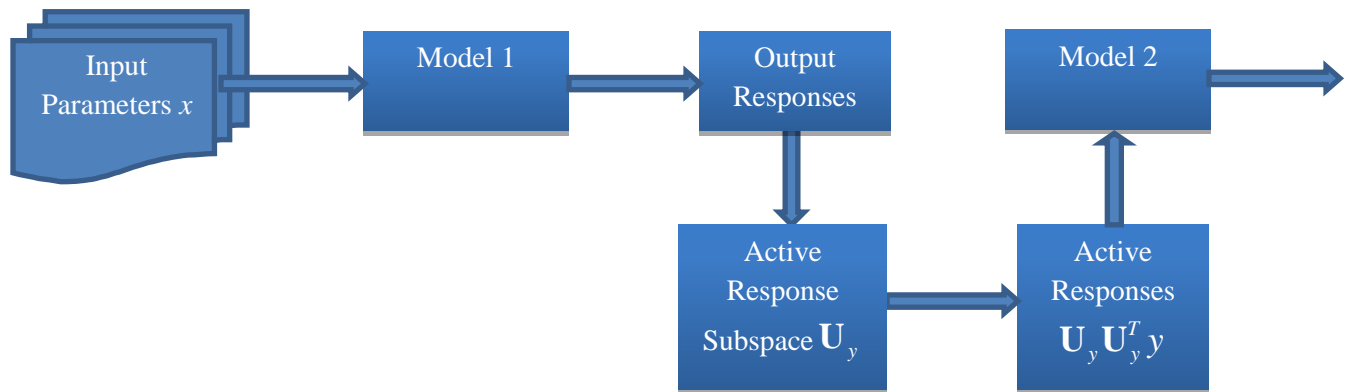 Input
Parameters x
Model 1
Output
Responses
Active
Response
Subspace U_y
Active
Responses
U_y U_y^T y
Model 2